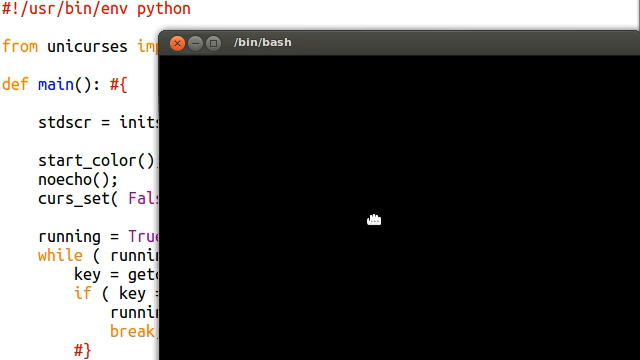 #!/usr/bin/env python
from unicurses imp
/bin/bash
def main(): #{
stdscr = inits
start_color();
noecho();
curs_set( Fals
running = True
while ( runnin
key = getc
if ( key =
runnin
break
#}